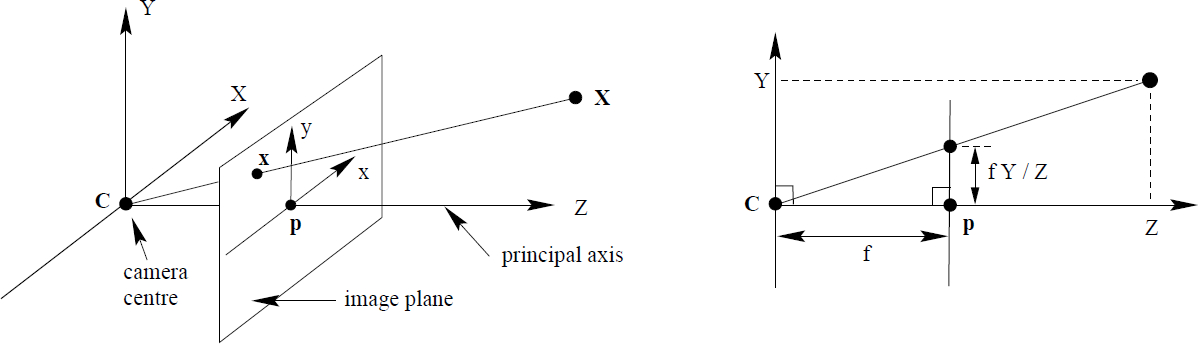 Y
X
X
y
x
x
C
Z
p
principal axis
camera
centre
image plane
Y
f Y / Z
C
p
Z
f